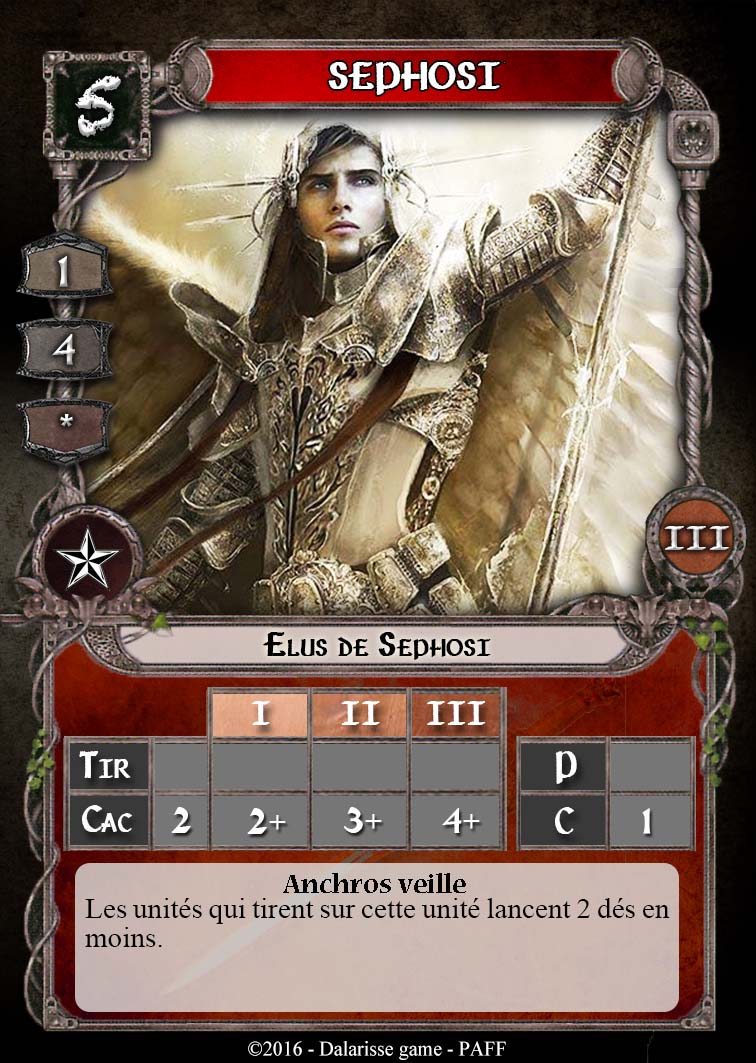 SEPHOSI
5
1
4
*
III
Elus de Sephosi
I II III
Tir P
Cac 2 2+ 3+ 4+ C 1
Anchros veille
Les unités qui tirent sur cette unité lancent 2 dés en
moins.
©2016 - Dalarisse game - PAFF